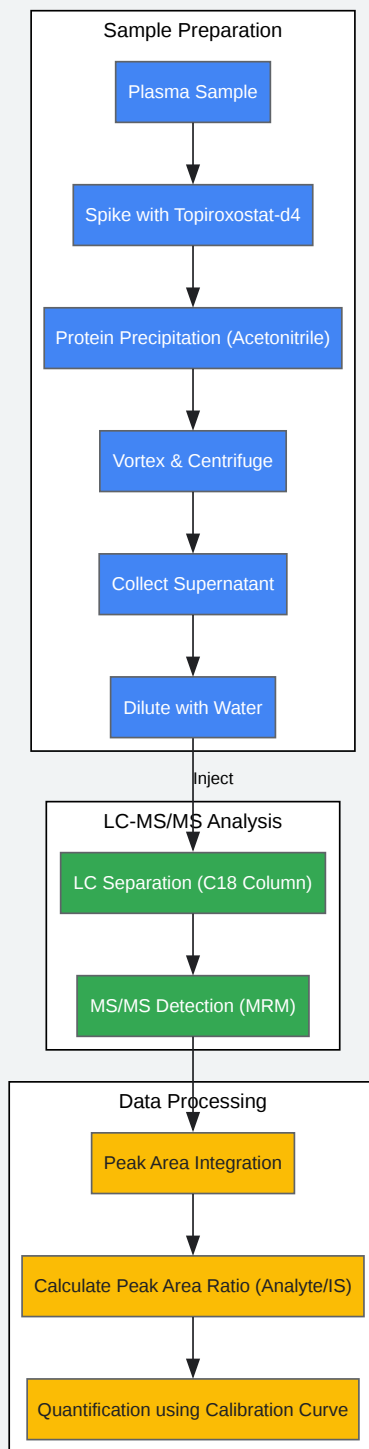 Sample Preparation
Plasma Sample
Spike with Topiroxostat-d4
Protein Precipitation (Acetonitrile)
Vortex & Centrifuge
Collect Supernatant
Dilute with Water
Inject
LC-MS/MS Analysis
LC Separation (C18 Column)
MS/MS Detection (MRM)
Data Processing
Peak Area Integration
Calculate Peak Area Ratio (Analyte/IS)
Quantification using Calibration Curve